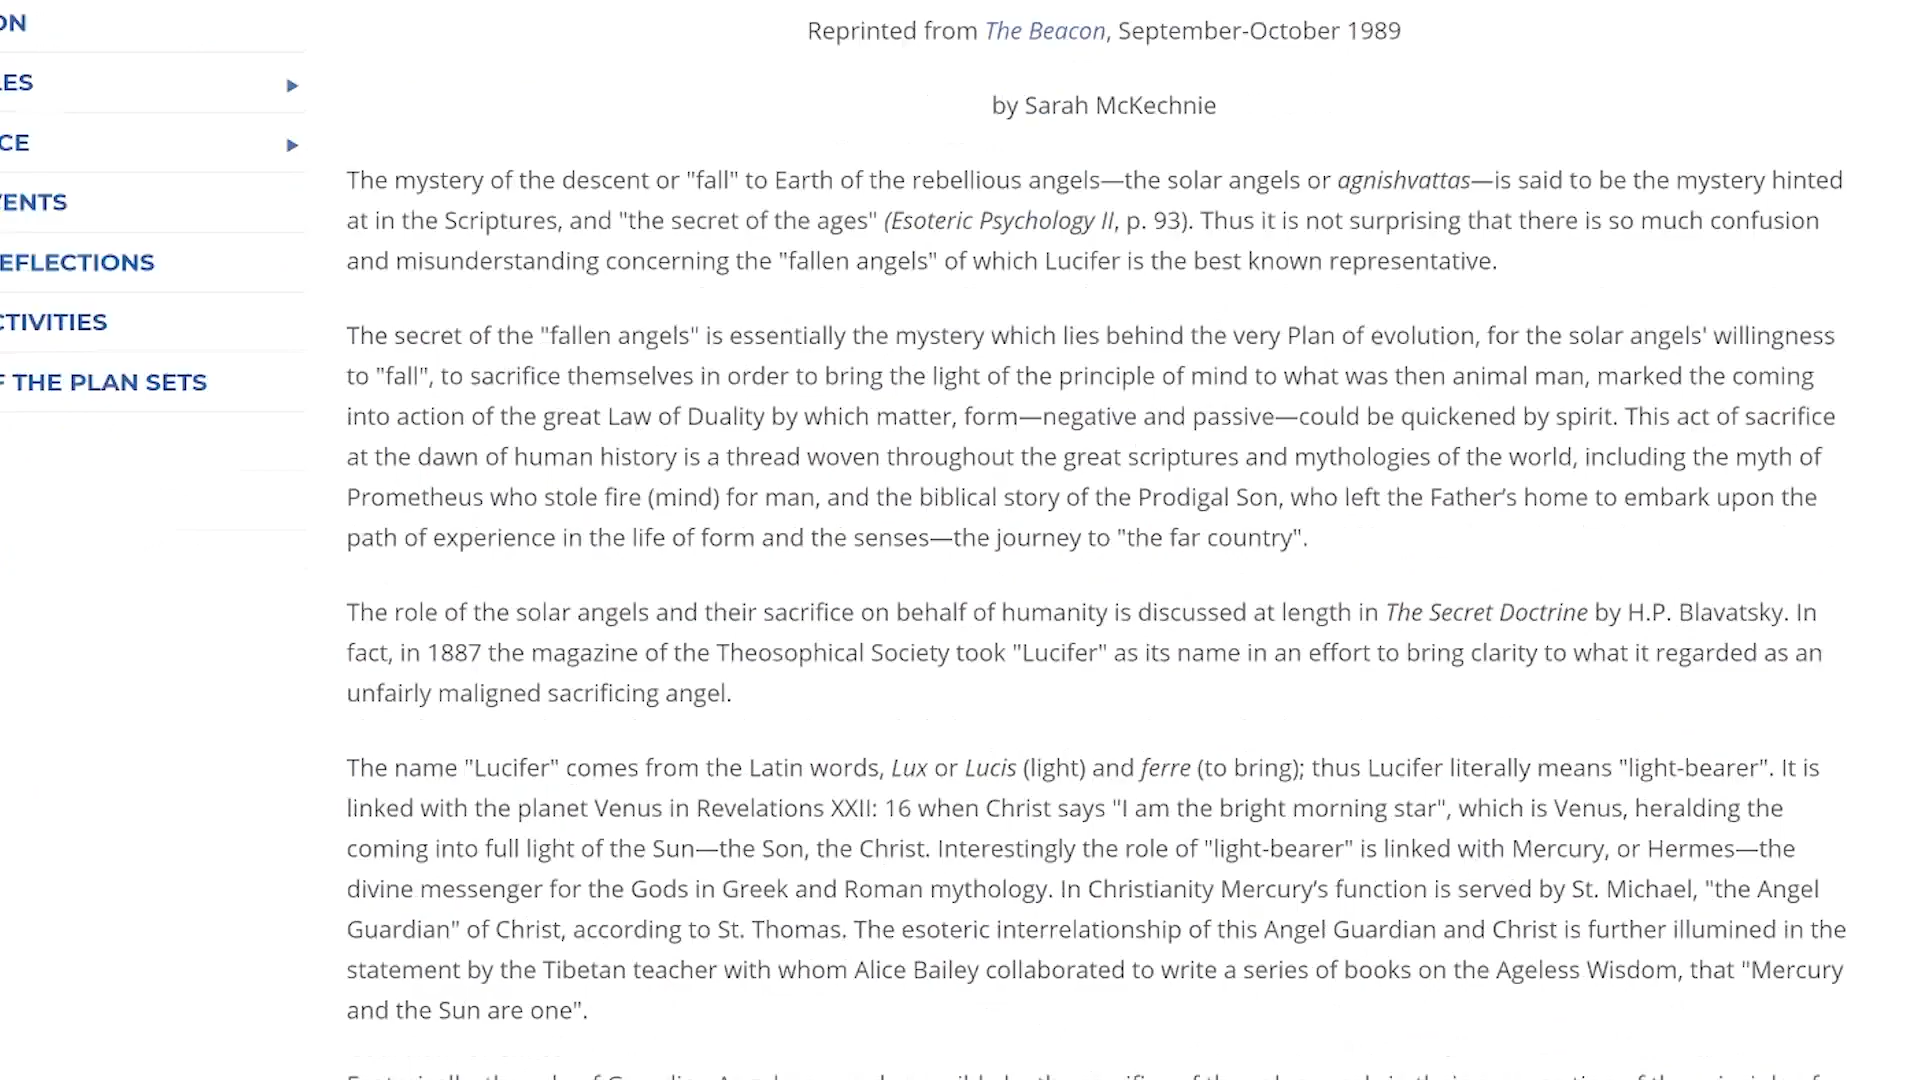 Reprinted from The Beacon, September-October 1989
by Sarah McKechnie
ON
LES
CE
VENTS
EFLECTIONS
CTIVITIES
F THE PLAN SETS
The mystery of the descent or "fall" to Earth of the rebellious angels—the solar angels or agnishvattas—is said to be the mystery hinted
at in the Scriptures, and "the secret of the ages" (Esoteric Psychology II, p. 93). Thus it is not surprising that there is so much confusion
and misunderstanding concerning the "fallen angels" of which Lucifer is the best known representative.
The secret of the "fallen angels" is essentially the mystery which lies behind the very Plan of evolution, for the solar angels' willingness
to "fall", to sacrifice themselves in order to bring the light of the principle of mind to what was then animal man, marked the coming
into action of the great Law of Duality by which matter, form—negative and passive—could be quickened by spirit. This act of sacrifice
at the dawn of human history is a thread woven throughout the great scriptures and mythologies of the world, including the myth of
Prometheus who stole fire (mind) for man, and the biblical story of the Prodigal Son, who left the Father's home to embark upon the
path of experience in the life of form and the senses—the journey to "the far country".
The role of the solar angels and their sacrifice on behalf of humanity is discussed at length in The Secret Doctrine by H.P. Blavatsky. In
fact, in 1887 the magazine of the Theosophical Society took "Lucifer" as its name in an effort to bring clarity to what it regarded as an
unfairly maligned sacrificing angel.
The name "Lucifer" comes from the Latin words, Lux or Lucis (light) and ferre (to bring); thus Lucifer literally means "light-bearer". It is
linked with the planet Venus in Revelations XXII: 16 when Christ says "I am the bright morning star", which is Venus, heralding the
coming into full light of the Sun—the Son, the Christ. Interestingly the role of "light-bearer" is linked with Mercury, or Hermes—the
divine messenger for the Gods in Greek and Roman mythology. In Christianity Mercury's function is served by St. Michael, "the Angel
Guardian" of Christ, according to St. Thomas. The esoteric interrelationship of this Angel Guardian and Christ is further illumined in the
statement by the Tibetan teacher with whom Alice Bailey collaborated to write a series of books on the Ageless Wisdom, that "Mercury
and the Sun are one".